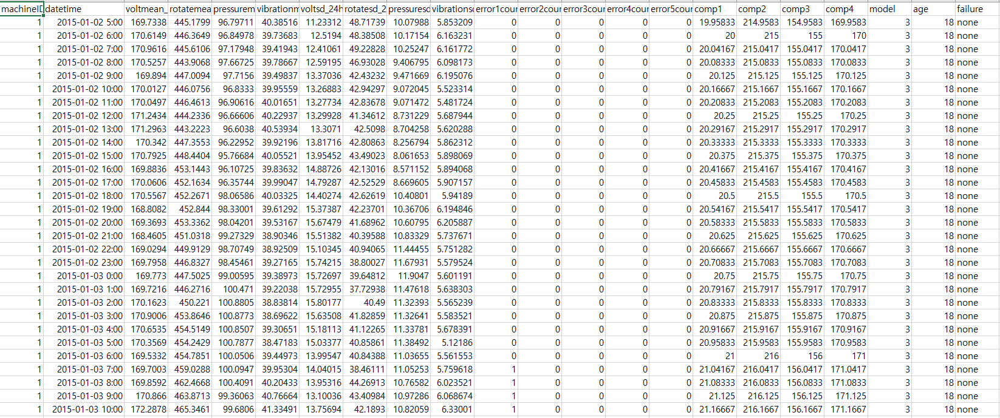 machineID datetime voltmean_ rotatemea pressurem vibrationm voltsd_24h rotatesd_2 pressuresd vibrationsd error1cour error2cour error3cour error4cour error5cour comp1 comp2 comp3 comp4 model age failure
1 2015-01-02 5:00 169.7338 445.1799 96.79711 40.38516 11.23312 48.71739 10.07988 5.853209 0 0 0 0 0 19.95833 214.9583 154.9583 169.9583 3 18 none
1 2015-01-02 6:00 170.6149 446.3649 96.84978 39.73683 12.5194 48.38508 10.17154 6.163231 0 0 0 0 0 20 215 155 170 3 18 none
1 2015-01-02 7:00 170.9616 445.6106 97.17948 39.41943 12.41061 49.22828 10.25247 6.161772 0 0 0 0 0 20.04167 215.0417 155.0417 170.0417 3 18 none
1 2015-01-02 8:00 170.5257 443.9068 97.66725 39.78667 12.59195 46.93028 9.406795 6.098173 0 0 0 0 0 20.08333 215.0833 155.0833 170.0833 3 18 none
1 2015-01-02 9:00 169.894 447.0094 97.7156 39.49837 13.37036 42.43232 9.471669 6.195076 0 0 0 0 0 20.125 215.125 155.125 170.125 3 18 none
1 2015-01-02 10:00 170.0127 446.0756 96.8333 39.95559 13.26883 42.94297 9.072045 5.523314 0 0 0 0 0 20.16667 215.1667 155.1667 170.1667 3 18 none
1 2015-01-02 11:00 170.0497 446.4613 96.90616 40.01651 13.27734 42.83678 9.071472 5.481724 0 0 0 0 0 20.20833 215.2083 155.2083 170.2083 3 18 none
1 2015-01-02 12:00 171.2434 444.2336 96.66606 40.22937 13.29928 41.34612 8.731229 5.687944 0 0 0 0 0 20.25 215.25 155.25 170.25 3 18 none
1 2015-01-02 13:00 171.2963 443.2223 96.6038 40.53934 13.3071 42.5098 8.704258 5.620288 0 0 0 0 0 20.29167 215.2917 155.2917 170.2917 3 18 none
1 2015-01-02 14:00 170.342 447.3553 96.22952 39.92196 13.81716 42.80863 8.256794 5.862312 0 0 0 0 0 20.33333 215.3333 155.3333 170.3333 3 18 none
1 2015-01-02 15:00 170.7925 448.4404 95.76684 40.05521 13.95452 43.49023 8.061653 5.898069 0 0 0 0 0 20.375 215.375 155.375 170.375 3 18 none
1 2015-01-02 16:00 169.8836 453.1443 96.10725 39.83632 14.88726 42.13016 8.571152 5.894068 0 0 0 0 0 20.41667 215.4167 155.4167 170.4167 3 18 none
1 2015-01-02 17:00 170.0606 452.1634 96.35744 39.99047 14.79287 42.52529 8.669605 5.907157 0 0 0 0 0 20.45833 215.4583 155.4583 170.4583 3 18 none
1 2015-01-02 18:00 170.5567 452.2671 98.06586 40.03325 14.40274 42.62619 10.40801 5.94189 0 0 0 0 0 20.5 215.5 155.5 170.5 3 18 none
1 2015-01-02 19:00 168.8082 452.844 98.33001 39.61292 15.37387 42.23701 10.36706 6.194846 0 0 0 0 0 20.54167 215.5417 155.5417 170.5417 3 18 none
1 2015-01-02 20:00 169.3693 453.3362 98.04201 39.53167 15.67479 41.68962 10.60795 6.205887 0 0 0 0 0 20.58333 215.5833 155.5833 170.5833 3 18 none
1 2015-01-02 21:00 168.4605 451.0318 99.27329 38.90346 15.51382 40.39588 10.83329 5.737671 0 0 0 0 0 20.625 215.625 155.625 170.625 3 18 none
1 2015-01-02 22:00 169.0294 449.9129 98.70749 38.92509 15.10345 40.94065 11.44455 5.751282 0 0 0 0 0 20.66667 215.6667 155.6667 170.6667 3 18 none
1 2015-01-02 23:00 169.7958 446.8327 98.45461 39.27165 15.74215 38.80027 11.67931 5.579524 0 0 0 0 0 20.70833 215.7083 155.7083 170.7083 3 18 none
1 2015-01-03 0:00 169.773 447.5025 99.00595 39.38973 15.72697 39.64812 11.9047 5.601191 0 0 0 0 0 20.75 215.75 155.75 170.75 3 18 none
1 2015-01-03 1:00 169.7216 446.2716 100.471 39.22038 15.72955 37.72938 11.47618 5.638303 0 0 0 0 0 20.79167 215.7917 155.7917 170.7917 3 18 none
1 2015-01-03 2:00 170.1623 450.221 100.8805 38.83814 15.80177 40.49 11.32393 5.565239 0 0 0 0 0 20.83333 215.8333 155.8333 170.8333 3 18 none
1 2015-01-03 3:00 170.9006 453.8646 100.8773 38.69622 15.63508 41.82859 11.32641 5.583521 0 0 0 0 0 20.875 215.875 155.875 170.875 3 18 none
1 2015-01-03 4:00 170.6535 454.5149 100.8507 39.30651 15.18113 41.12265 11.33781 5.678391 0 0 0 0 0 20.91667 215.9167 155.9167 170.9167 3 18 none
1 2015-01-03 5:00 170.3569 454.2429 100.7877 38.47183 15.03377 40.85861 11.38492 5.12186 0 0 0 0 0 20.95833 215.9583 155.9583 170.9583 3 18 none
1 2015-01-03 6:00 169.5332 454.7851 100.0506 39.44973 13.99547 40.84388 11.03655 5.561553 0 0 0 0 0 21 216 156 171 3 18 none
1 2015-01-03 7:00 169.7003 459.0288 100.0947 39.95304 14.04015 38.46111 11.05253 5.759618 1 0 0 0 0 21.04167 216.0417 156.0417 171.0417 3 18 none
1 2015-01-03 8:00 169.8592 462.4668 100.4091 40.20433 13.95316 44.26913 10.76582 6.023521 1 0 0 0 0 21.08333 216.0833 156.0833 171.0833 3 18 none
1 2015-01-03 9:00 170.866 463.8713 99.36063 40.76664 13.10036 43.40984 10.97286 6.068674 1 0 0 0 0 21.125 216.125 156.125 171.125 3 18 none
1 2015-01-03 10:00 172.2878 465.3461 99.6806 41.33491 13.75694 42.1893 10.82059 6.33001 1 0 0 0 0 21.16667 216.1667 156.1667 171.1667 3 18 none